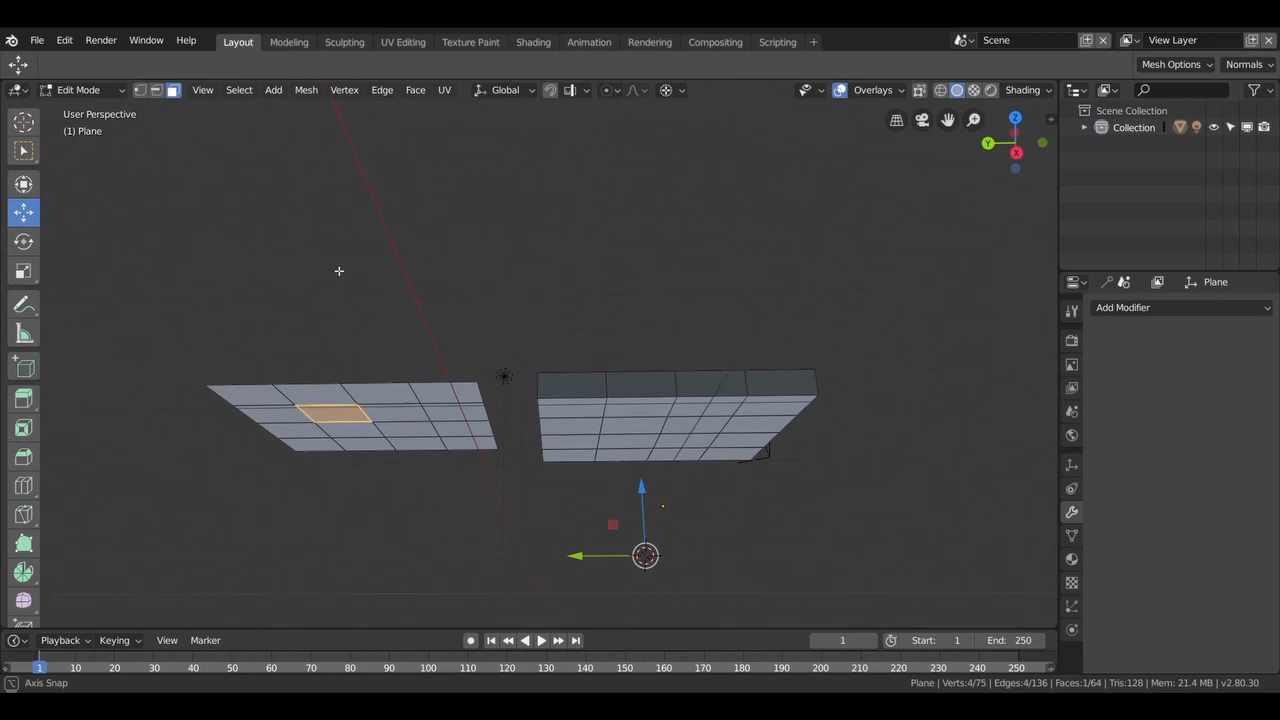 File Edit Render Window Help Layout Modeling Sculpting UV Editing Texture Paint Shading Animation Rendering Compositing Scripting + Scene View Layer
Mesh Options Normals
Edit Mode View Select Add Mesh Vertex Edge Face UV Global Overlays Shading
User Perspective
(1) Plane
Scene Collection
Collection
Z
Y
X
Plane
Add Modifier
Playback Keying View Marker 1 Start: 1 End: 250
1 10 20 30 40 50 60 70 80 90 100 110 120 130 140 150 160 170 180 190 200 210 220 230 240 250
Axis Snap
Plane | Verts:4/75 | Edges:4/136 | Faces:1/64 | Tris:128 | Mem: 21.4 MB | v2.80.30